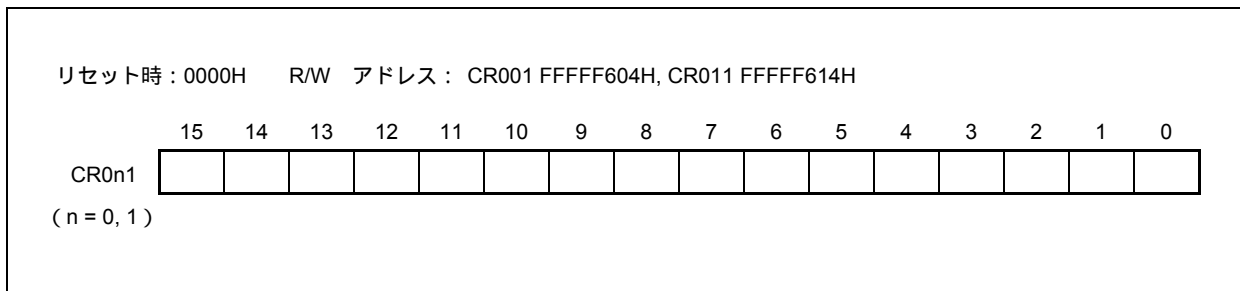 リセット時：0000H　　R/W　アドレス： CR001 FFFFF604H, CR011 FFFFF614H
15 14 13 12 11 10 9 8 7 6 5 4 3 2 1 0
CR0n1
（n = 0, 1）